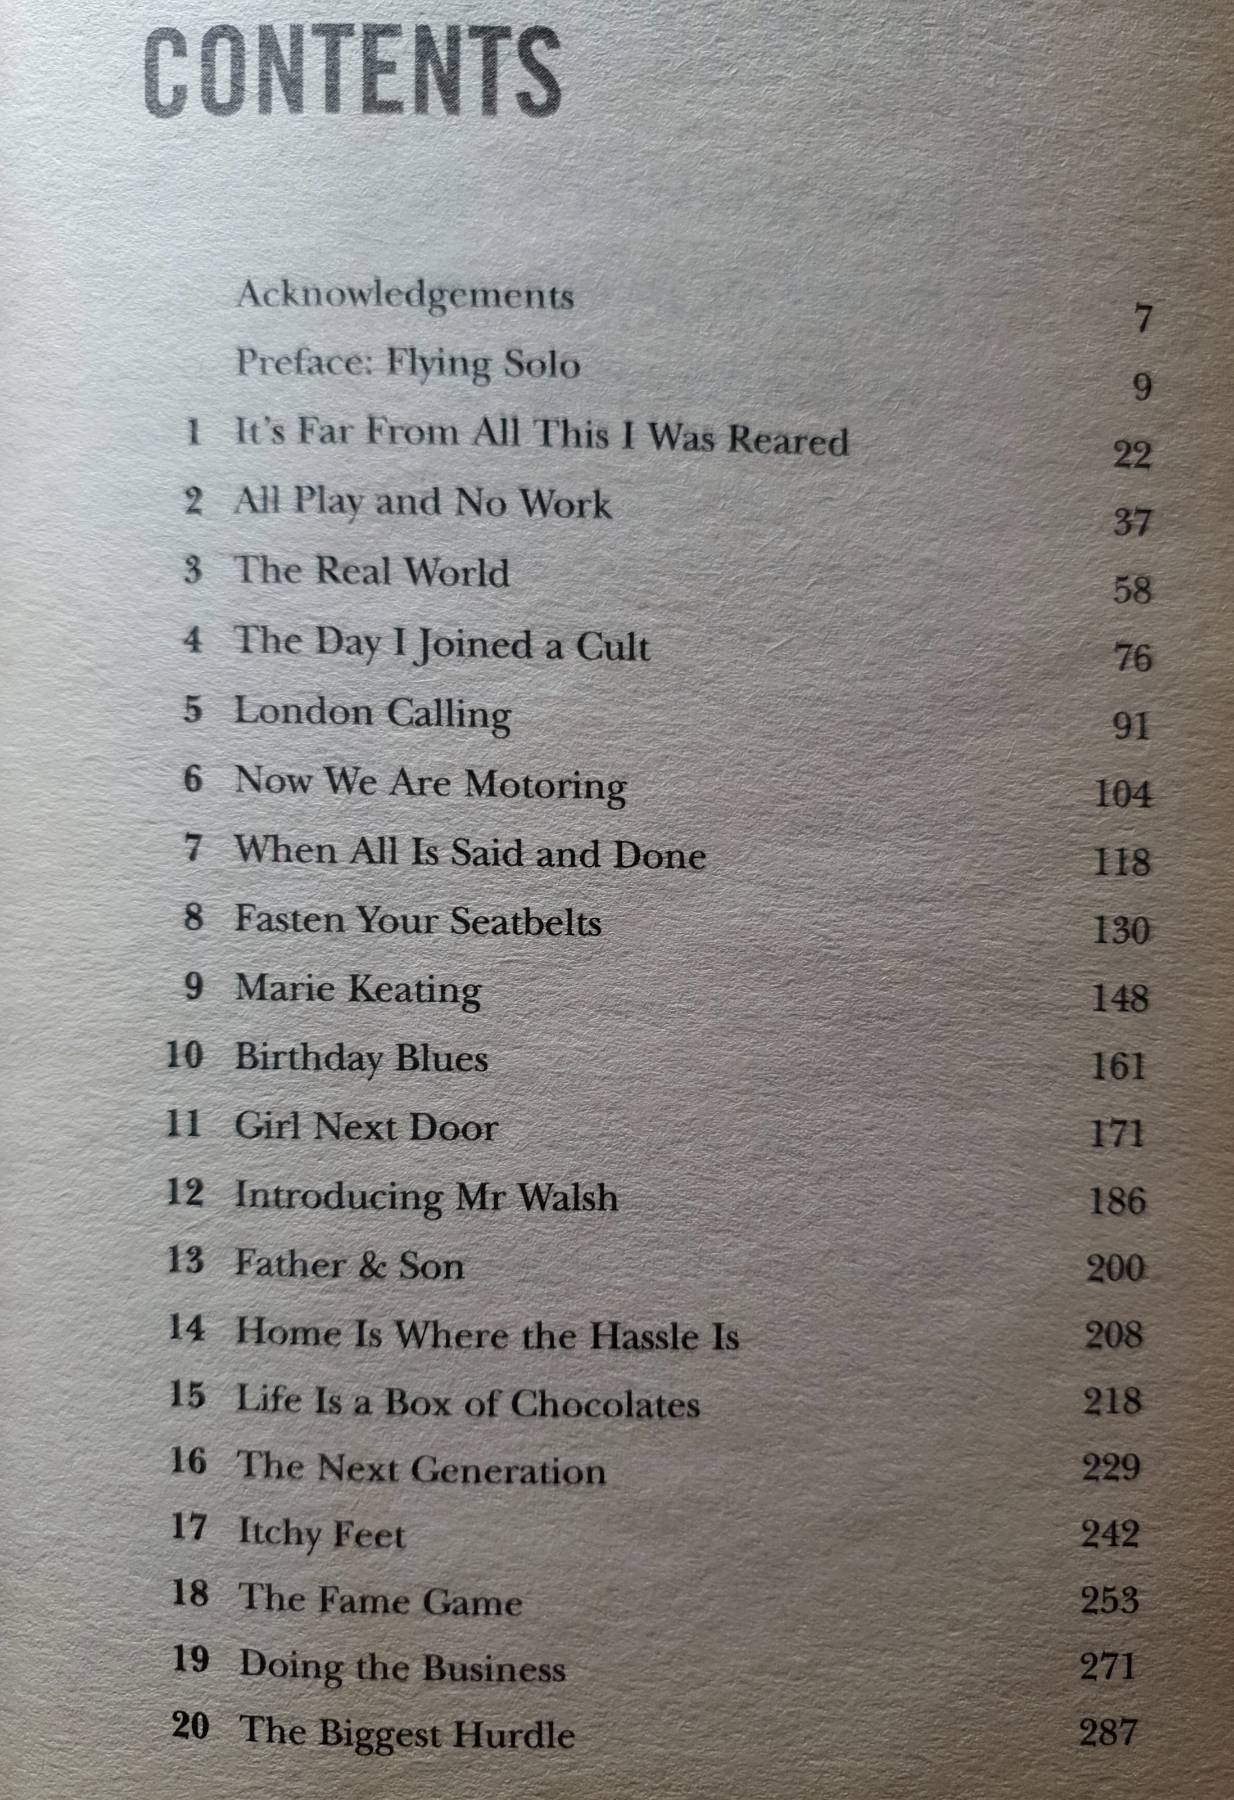 CONTENTS
Acknowledgements 7
Preface: Flying Solo 9
1 It's Far From All This I Was Reared 22
2 All Play and No Work 37
3 The Real World 58
4 The Day I Joined a Cult 76
5 London Calling 91
6 Now We Are Motoring 104
7 When All Is Said and Done 118
8 Fasten Your Seatbelts 130
9 Marie Keating 148
10 Birthday Blues 161
11 Girl Next Door 171
12 Introducing Mr Walsh 186
13 Father & Son 200
14 Home Is Where the Hassle Is 208
15 Life Is a Box of Chocolates 218
16 The Next Generation 229
17 Itchy Feet 242
18 The Fame Game 253
19 Doing the Business 271
20 The Biggest Hurdle 287